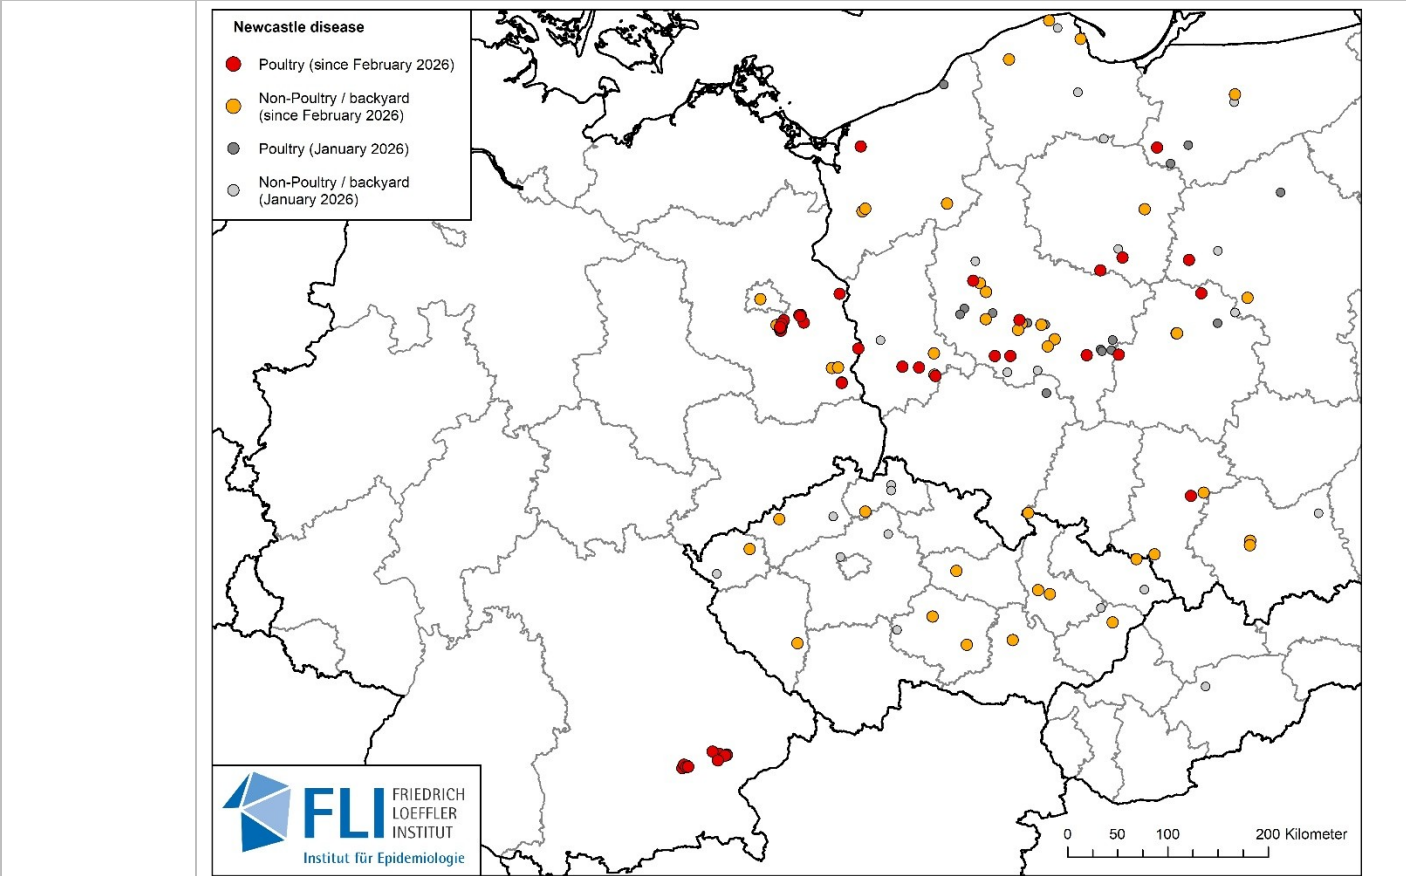 Newcastle disease
Poultry (since February 2026)
Non-Poultry / backyard
(since February 2026)
Poultry (January 2026)
Non-Poultry / backyard
(January 2026)
FLI
FRIEDRICH
LOEFFLER
INSTITUT
Institut für Epidemiologie
0 50 100 200 Kilometer